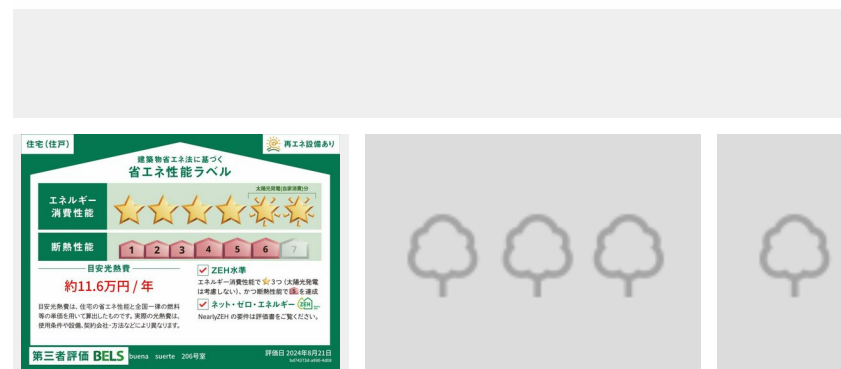 住宅(住戸)
再エネ設備あり
建築物省エネ法に基づく
省エネ性能ラベル
太陽光発電(自家消費)分
エネルギー
消費性能
断熱性能
1 2 3 4 5 6 7
目安光熱費
約11.6万円 / 年
目安光熱費は、住宅の省エネ性能と全国一律の燃料
等の単価を用いて算出したものです。実際の光熱費は、
使用条件や設備、契約会社・方法などにより異なります。
ZEH水準
エネルギー消費性能で3つ (太陽光発電
は考慮しない)、かつ断熱性能で5を達成
ネット・ゼロ・エネルギー ZEH
NearlyZEH の要件は評価書をご覧ください。
第三者評価 BELS
buena suerte 206号室
評価日 2024年8月21日